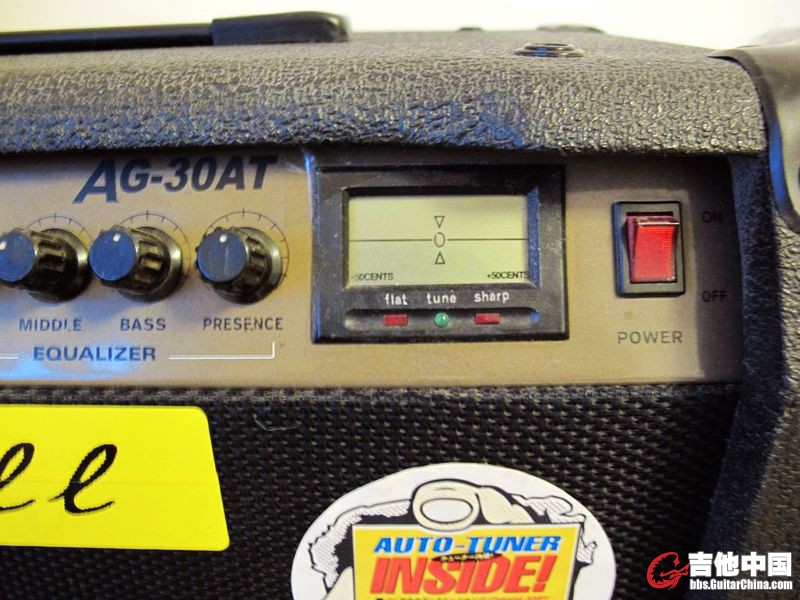 AG-30AT
ON
-50CENTS
+50CENTS
flat tune sharp
OFF
MIDDLE BASS PRESENCE
POWER
EQUALIZER
ll
AUTO-TUNER
INSIDE!
吉他中国
bbs.GuitarChina.com